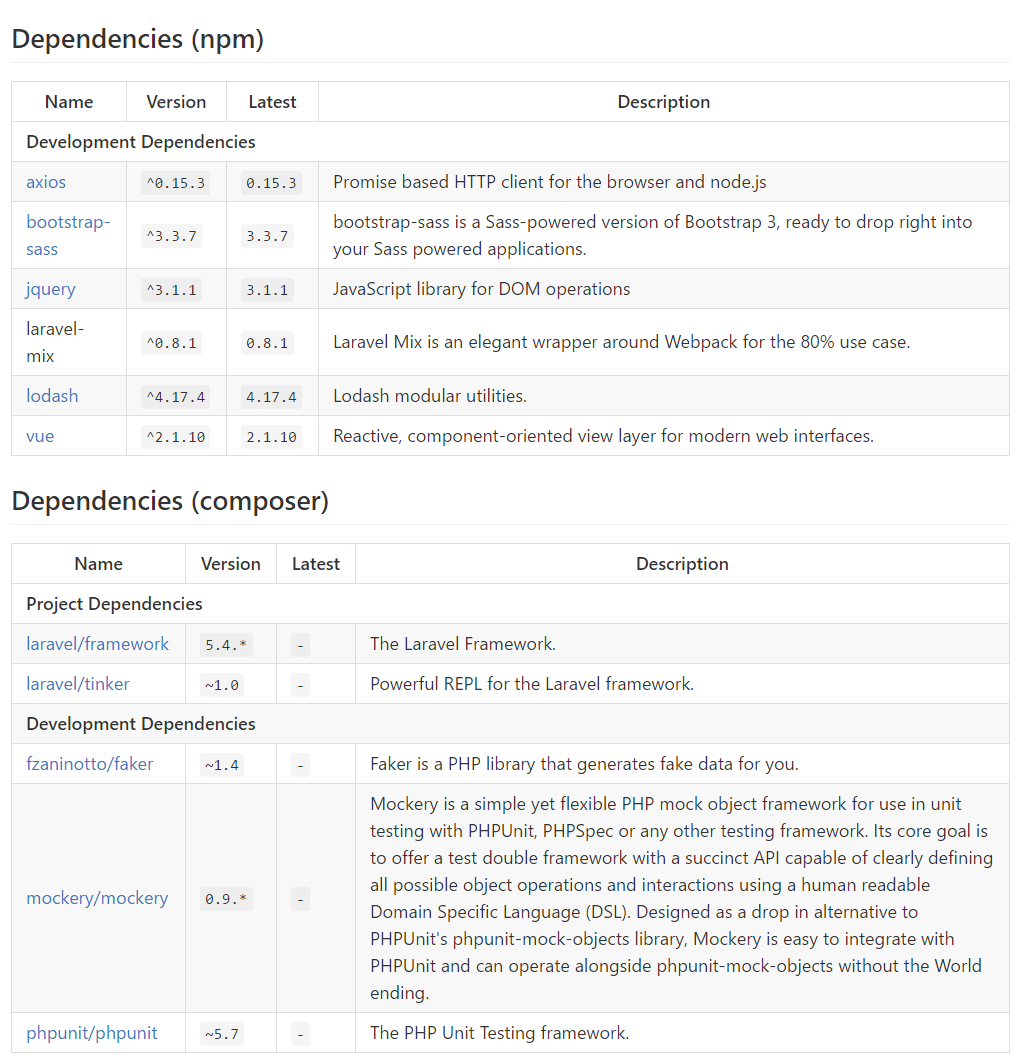 Dependencies (npm)
Name Version Latest Description
Development Dependencies
axios ^0.15.3 0.15.3 Promise based HTTP client for the browser and node.js
bootstrap-
sass ^3.3.7 3.3.7 bootstrap-sass is a Sass-powered version of Bootstrap 3, ready to drop right into
your Sass powered applications.
jquery ^3.1.1 3.1.1 JavaScript library for DOM operations
laravel-
mix ^0.8.1 0.8.1 Laravel Mix is an elegant wrapper around Webpack for the 80% use case.
lodash ^4.17.4 4.17.4 Lodash modular utilities.
vue ^2.1.10 2.1.10 Reactive, component-oriented view layer for modern web interfaces.
Dependencies (composer)
Name Version Latest Description
Project Dependencies
laravel/framework 5.4.* - The Laravel Framework.
laravel/tinker ~1.0 - Powerful REPL for the Laravel framework.
Development Dependencies
fzaninotto/faker ~1.4 - Faker is a PHP library that generates fake data for you.
mockery/mockery 0.9.* - Mockery is a simple yet flexible PHP mock object framework for use in unit
testing with PHPUnit, PHPSpec or any other testing framework. Its core goal is
to offer a test double framework with a succinct API capable of clearly defining
all possible object operations and interactions using a human readable
Domain Specific Language (DSL). Designed as a drop in alternative to
PHPUnit's phpunit-mock-objects library, Mockery is easy to integrate with
PHPUnit and can operate alongside phpunit-mock-objects without the World
ending.
phpunit/phpunit ~5.7 - The PHP Unit Testing framework.